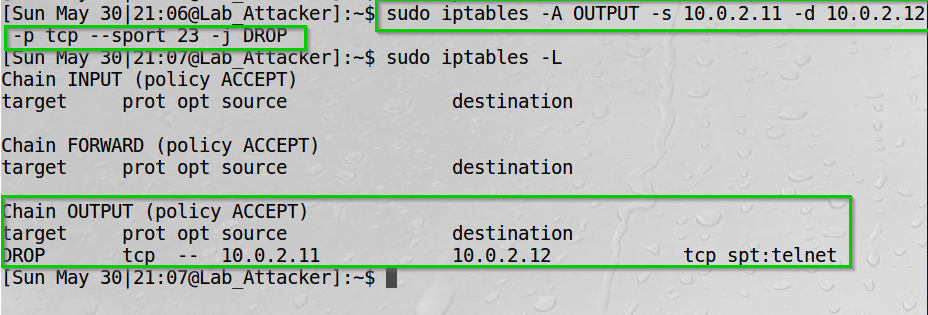 [Sun May 30|21:06@Lab_Attacker]:~$ sudo iptables -A OUTPUT -s 10.0.2.11 -d 10.0.2.12
-p tcp --sport 23 -j DROP
[Sun May 30|21:07@Lab_Attacker]:~$ sudo iptables -L
Chain INPUT (policy ACCEPT)
target     prot opt source               destination

Chain FORWARD (policy ACCEPT)
target     prot opt source               destination

Chain OUTPUT (policy ACCEPT)
target     prot opt source               destination
DROP       tcp  --  10.0.2.11            10.0.2.12            tcp spt:telnet
[Sun May 30|21:07@Lab_Attacker]:~$